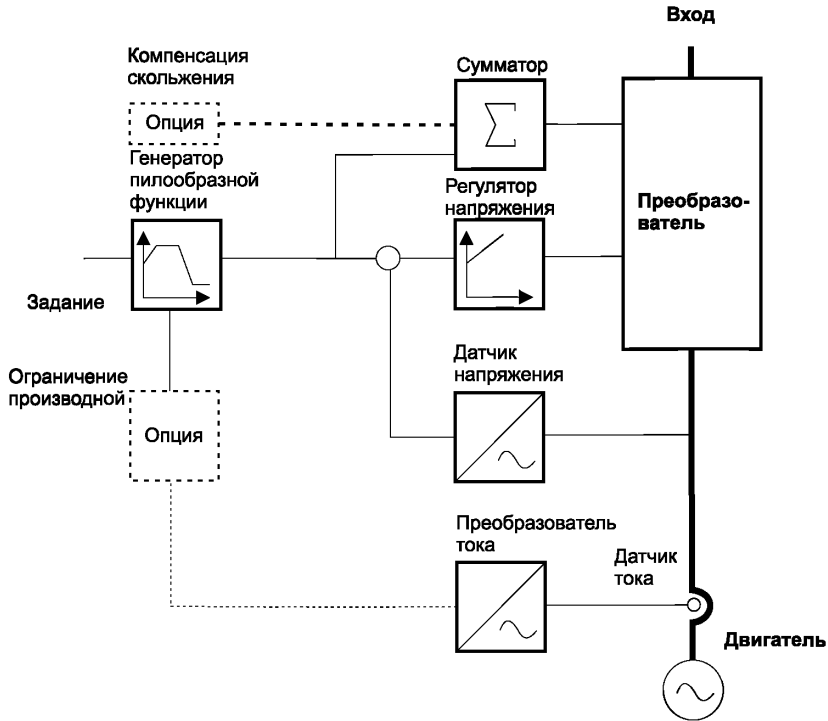 Вход
Компенсация
скольжения
Сумматор
Опция
Генератор
пилообразной
функции
Регулятор
напряжения
Преобразо-
ватель
Задание
Датчик
напряжения
Ограничение
производной
Опция
Преобразователь
тока
Датчик
тока
Двигатель